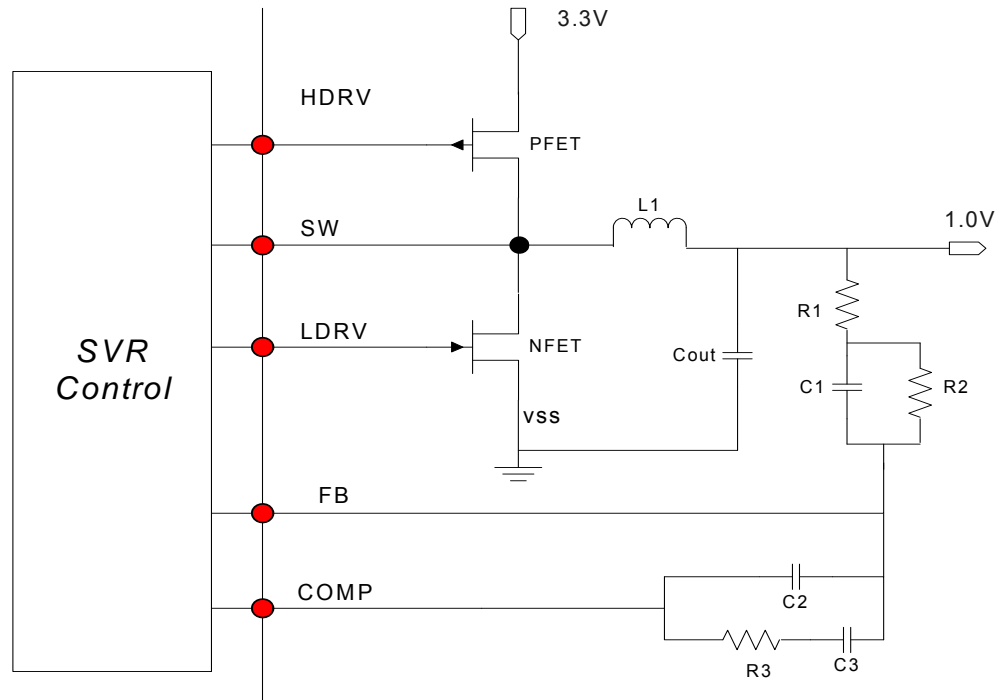 3.3V
HDRV
PFET
SW
L1
1.0V
R1
LDRV
NFET
SVR
Control
Cout
C1
R2
VSS
FB
COMP
C2
R3
C3